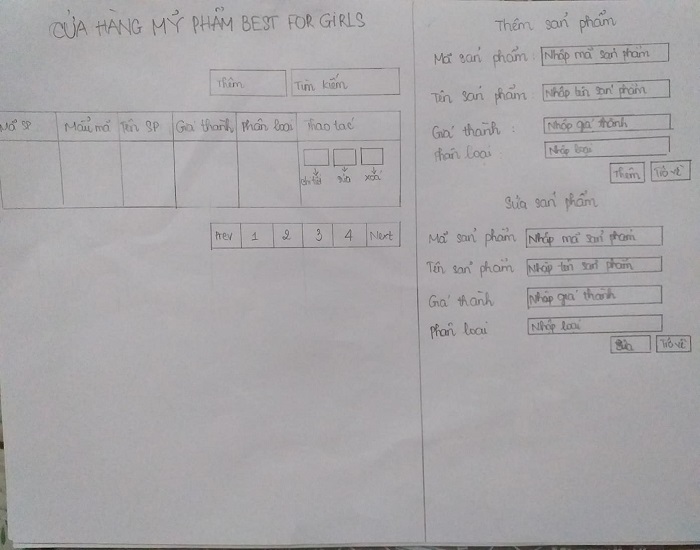 CỬA HÀNG MỸ PHẨM BEST FOR GIRLS
Thêm
Tìm kiếm
Mã SP
Mẫu mã
Tên SP
Giá thành
Phân loại
Thao tác
chi tiết
sửa
xoá
Prev
1
2
3
4
Next
Thêm sản phẩm
Mã sản phẩm : Nhập mã sản phẩm
Tên sản phẩm : Nhập tên sản phẩm
Giá thành : Nhập giá thành
Phân loại : Nhập loại
Thêm
Trở về
Sửa sản phẩm
Mã sản phẩm Nhập mã sản phẩm
Tên sản phẩm Nhập tên sản phẩm
Giá thành Nhập giá thành
Phân loại Nhập loại
Sửa
Trở về